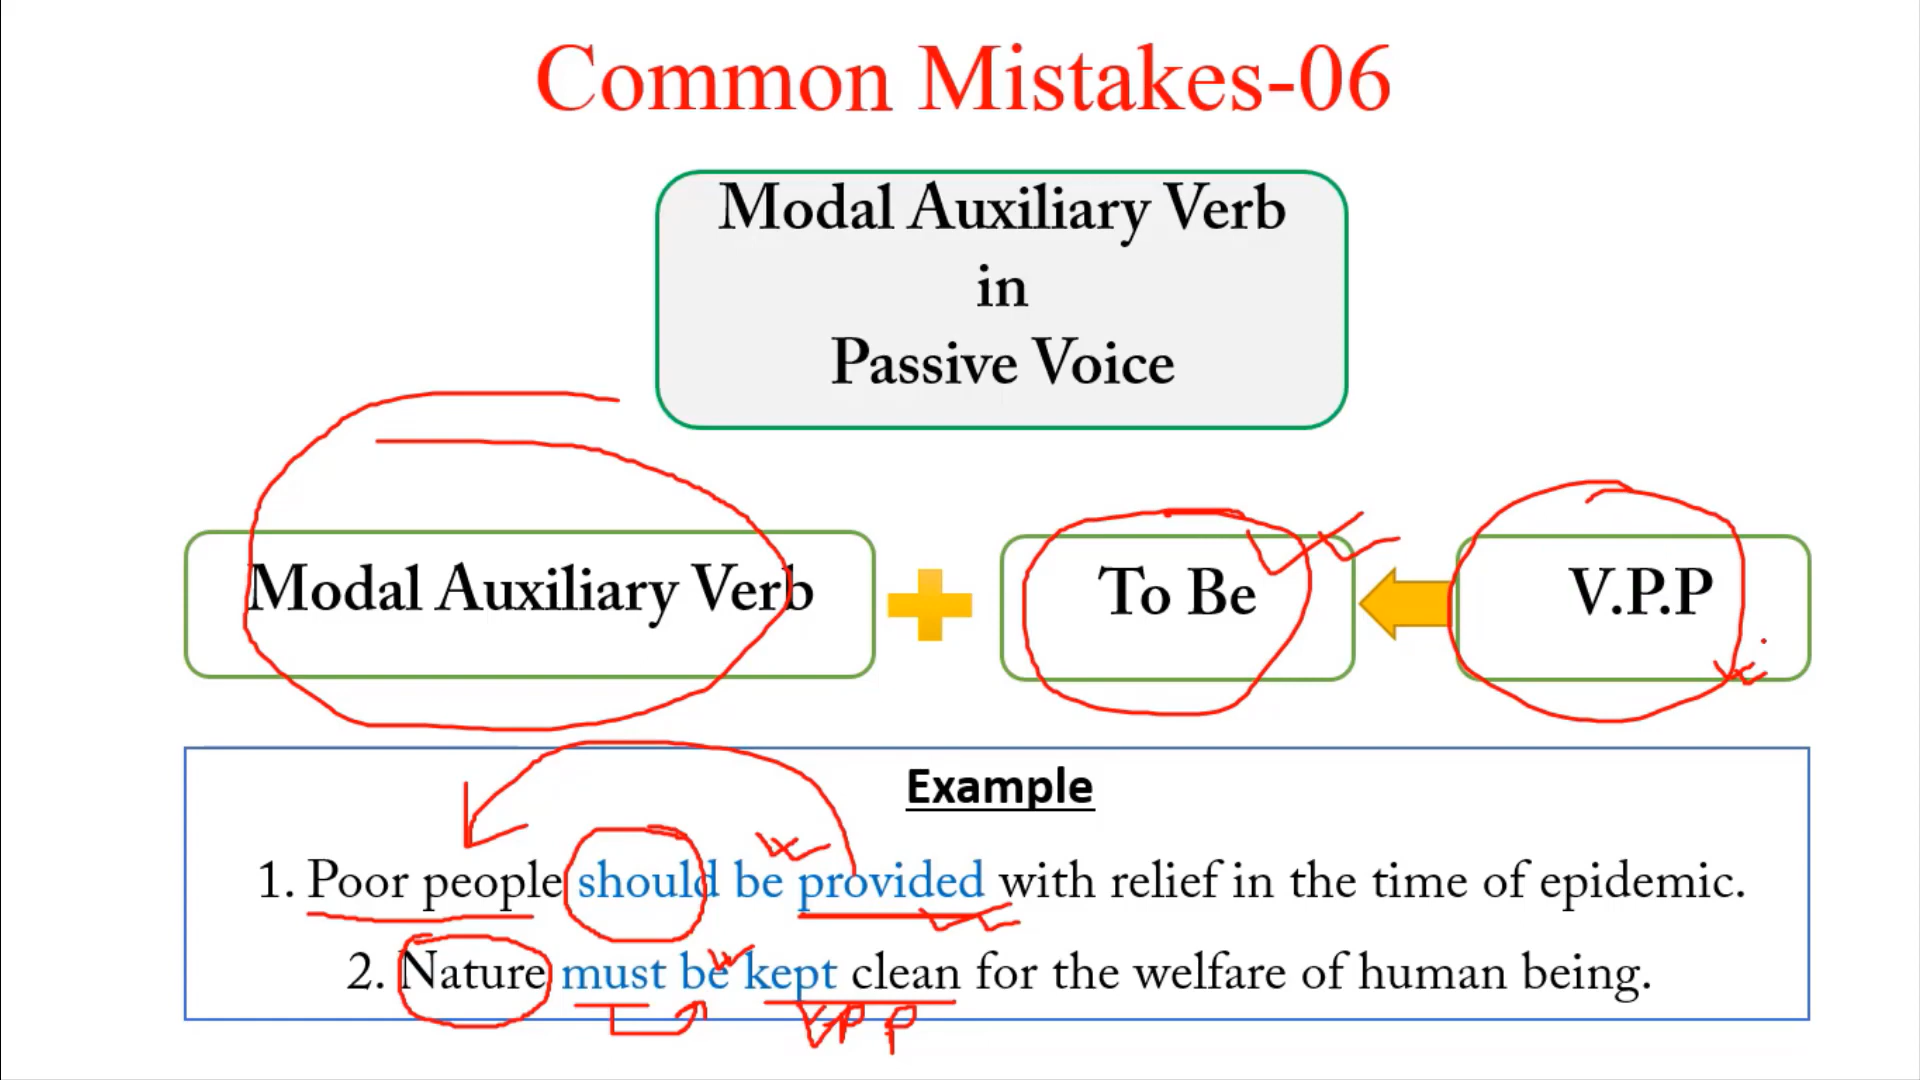 Common Mistakes-06
Modal Auxiliary Verb
in
Passive Voice
Modal Auxiliary Verb
To Be
V.P.P
Example
1. Poor people should be provided with relief in the time of epidemic.
2. Nature must be kept clean for the welfare of human being.
V.P P